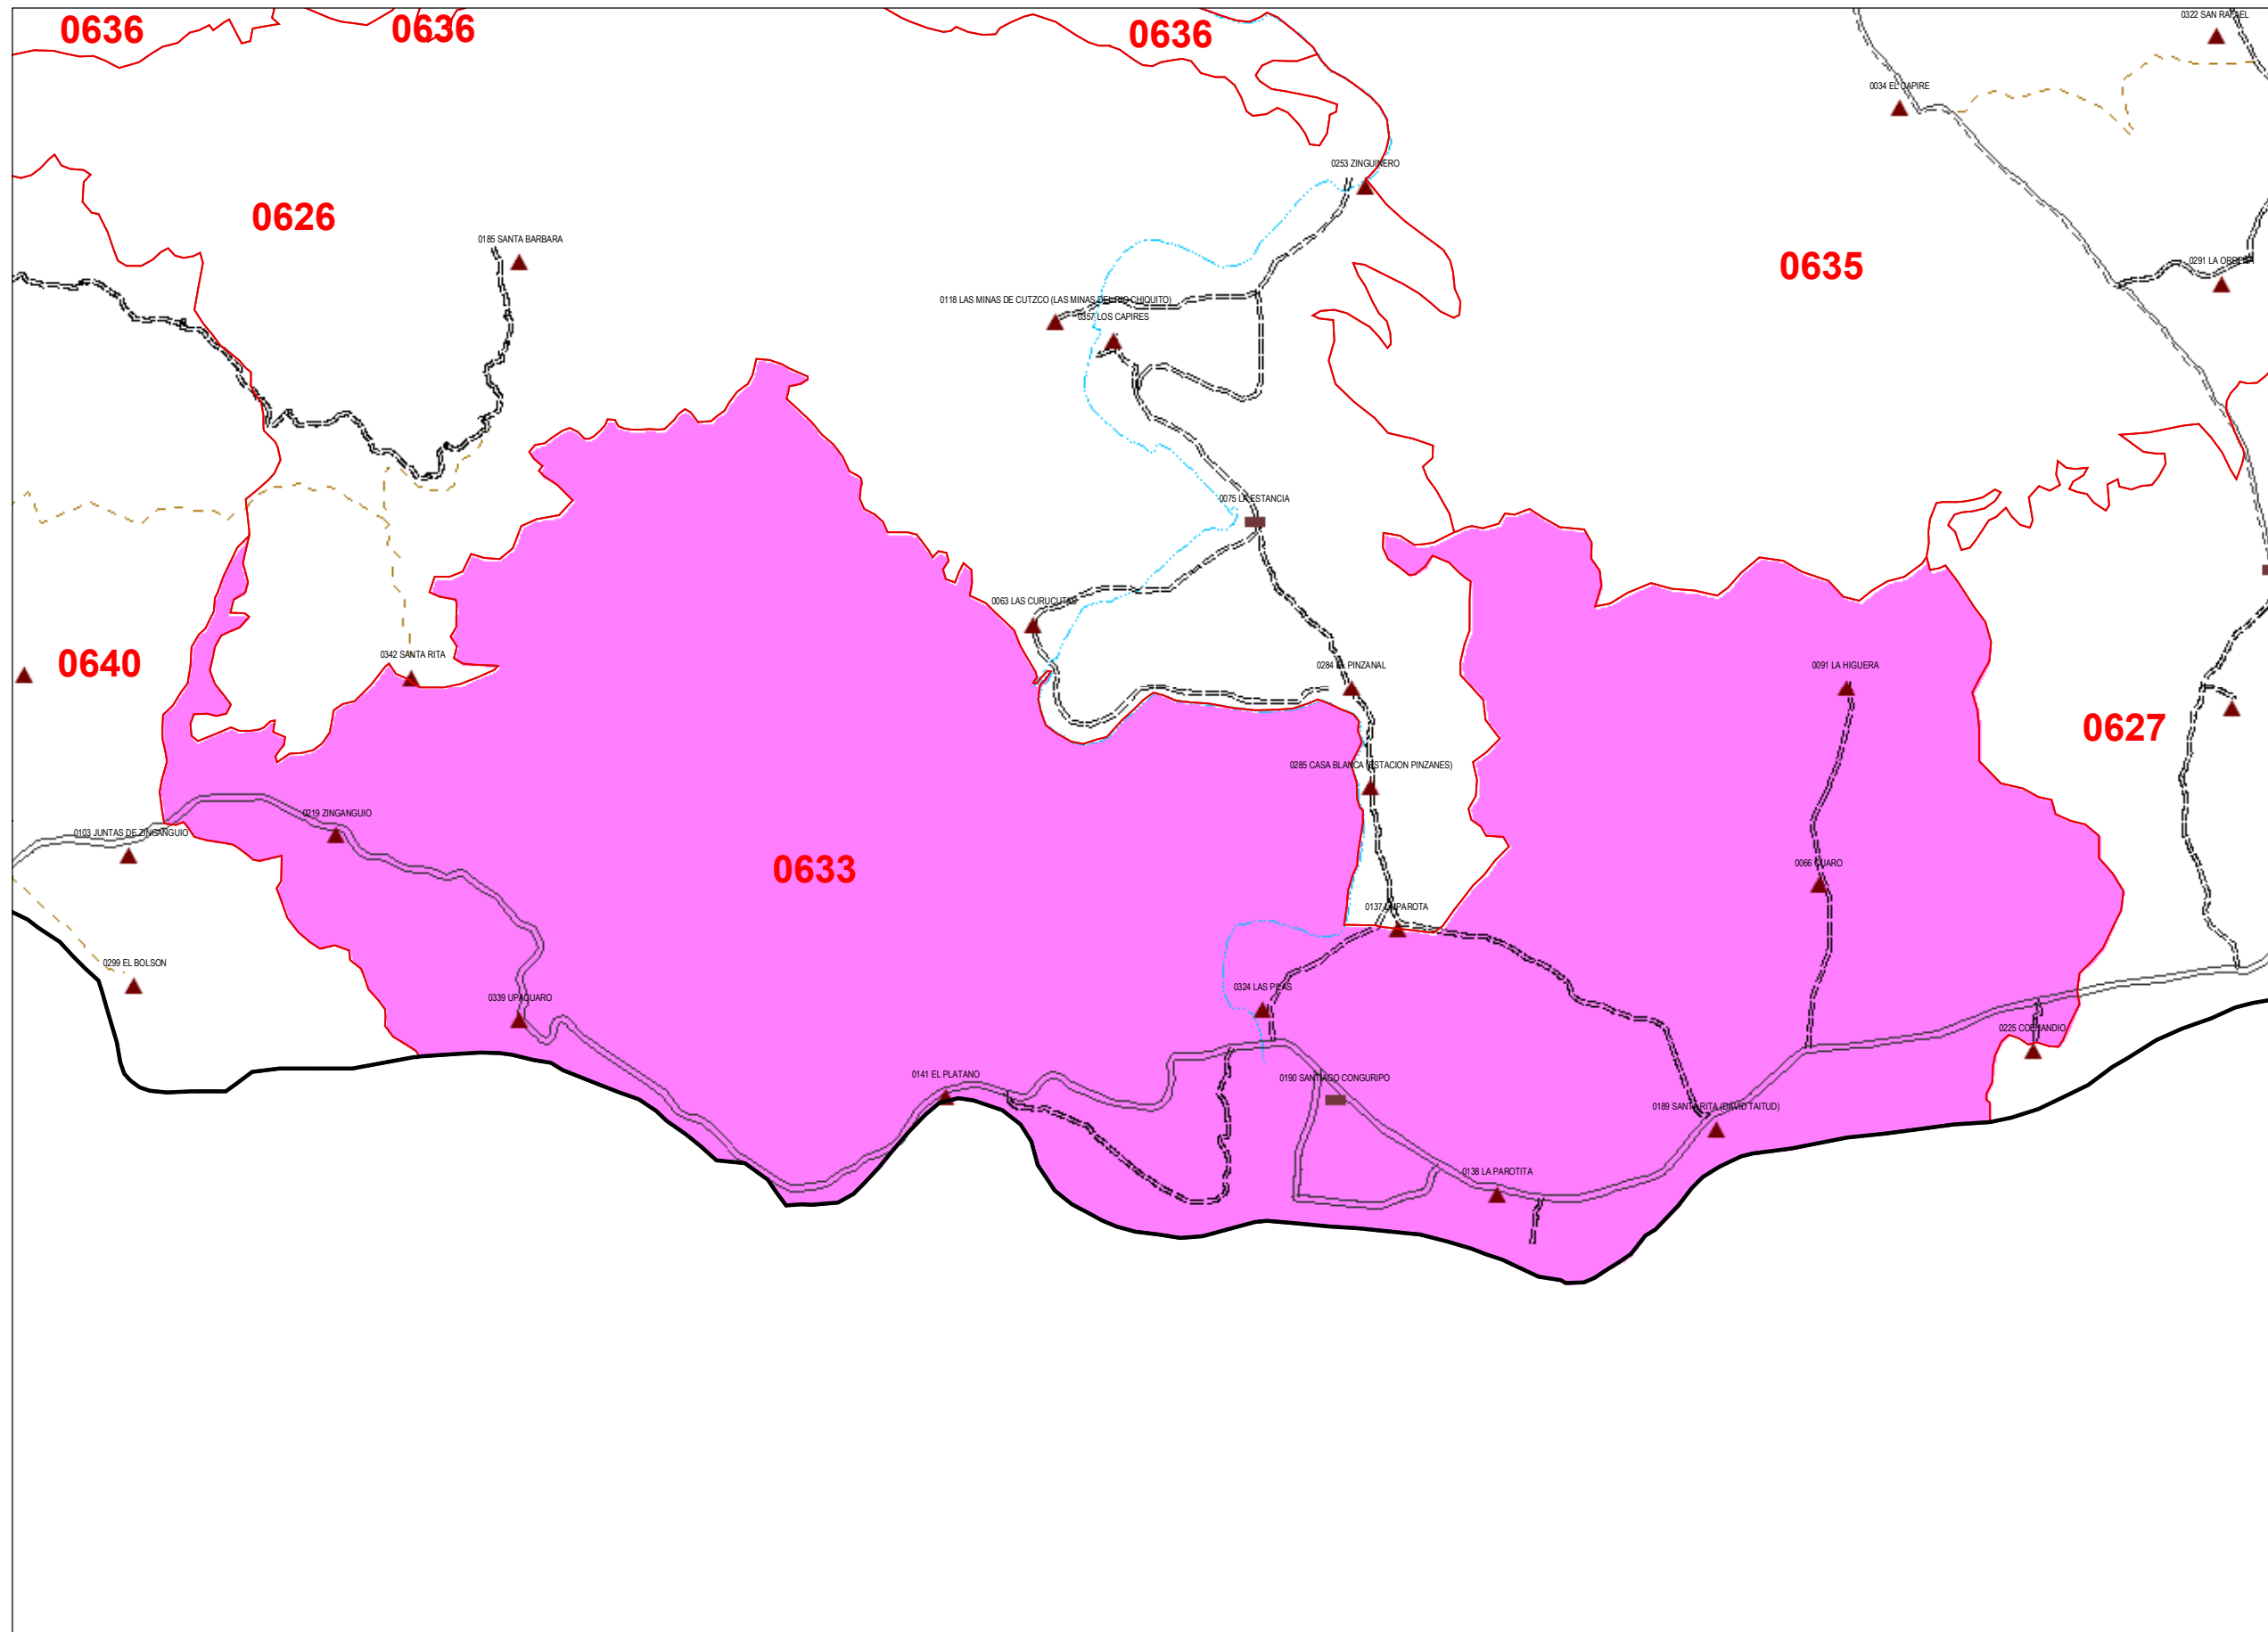 0636
0636
0636
0322 SAN RAFAEL
0034 EL CAPIRE
0253 ZINGUINERO
0626
0185 SANTA BARBARA
0635
0291 LA
0118 LAS MINAS DE CUTZCO (LAS MINAS DEL RIO CHIQUITO)
0357 LOS CAPIRES
0075 LA ESTANCIA
0063 LAS CURUCUTAS
0640
0342 SANTA RITA
0284 EL PINZANAL
0091 LA HIGUERA
0627
0285 CASA BLANCA (ESTACION PINZANES)
0219 ZINGANGUIO
0103 JUNTAS DE ZINGANGUIO
0633
0066 CUARO
0137 LA PAROTA
0299 EL BOLSON
0324 LAS PILAS
0339 UPACUARO
0225
0141 EL PLATANO
0190 SANTIAGO CONGURIPO
0189 SANTA RITA (DAVID TAITUD)
0138 LA PAROTITA